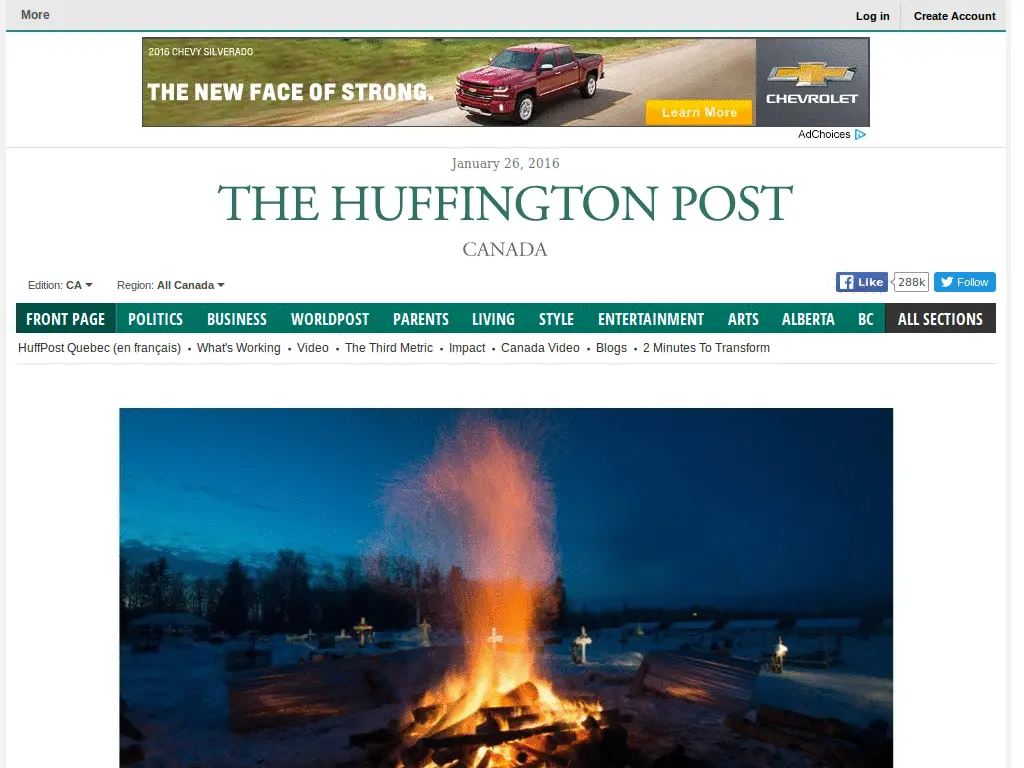 More
Log in
Create Account
2016 CHEVY SILVERADO
THE NEW FACE OF STRONG.
Learn More
CHEVROLET
AdChoices
January 26, 2016
THE HUFFINGTON POST
CANADA
Edition: CA
Region: All Canada
Like
288k
Follow
FRONT PAGE POLITICS BUSINESS WORLDPOST PARENTS LIVING STYLE ENTERTAINMENT ARTS ALBERTA BC ALL SECTIONS
HuffPost Quebec (en français) • What's Working • Video • The Third Metric • Impact • Canada Video • Blogs • 2 Minutes To Transform